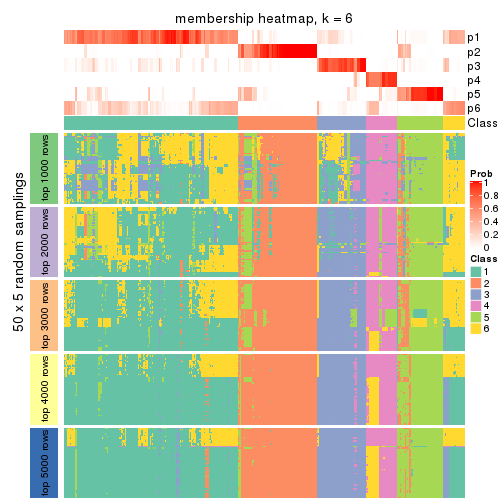 membership heatmap, k = 6
p1
p2
p3
p4
p5
p6
Class
50 x 5 random samplings
top 1000 rows
top 2000 rows
top 3000 rows
top 4000 rows
top 5000 rows
Prob
1
0.8
0.6
0.4
0.2
0
Class
1
2
3
4
5
6